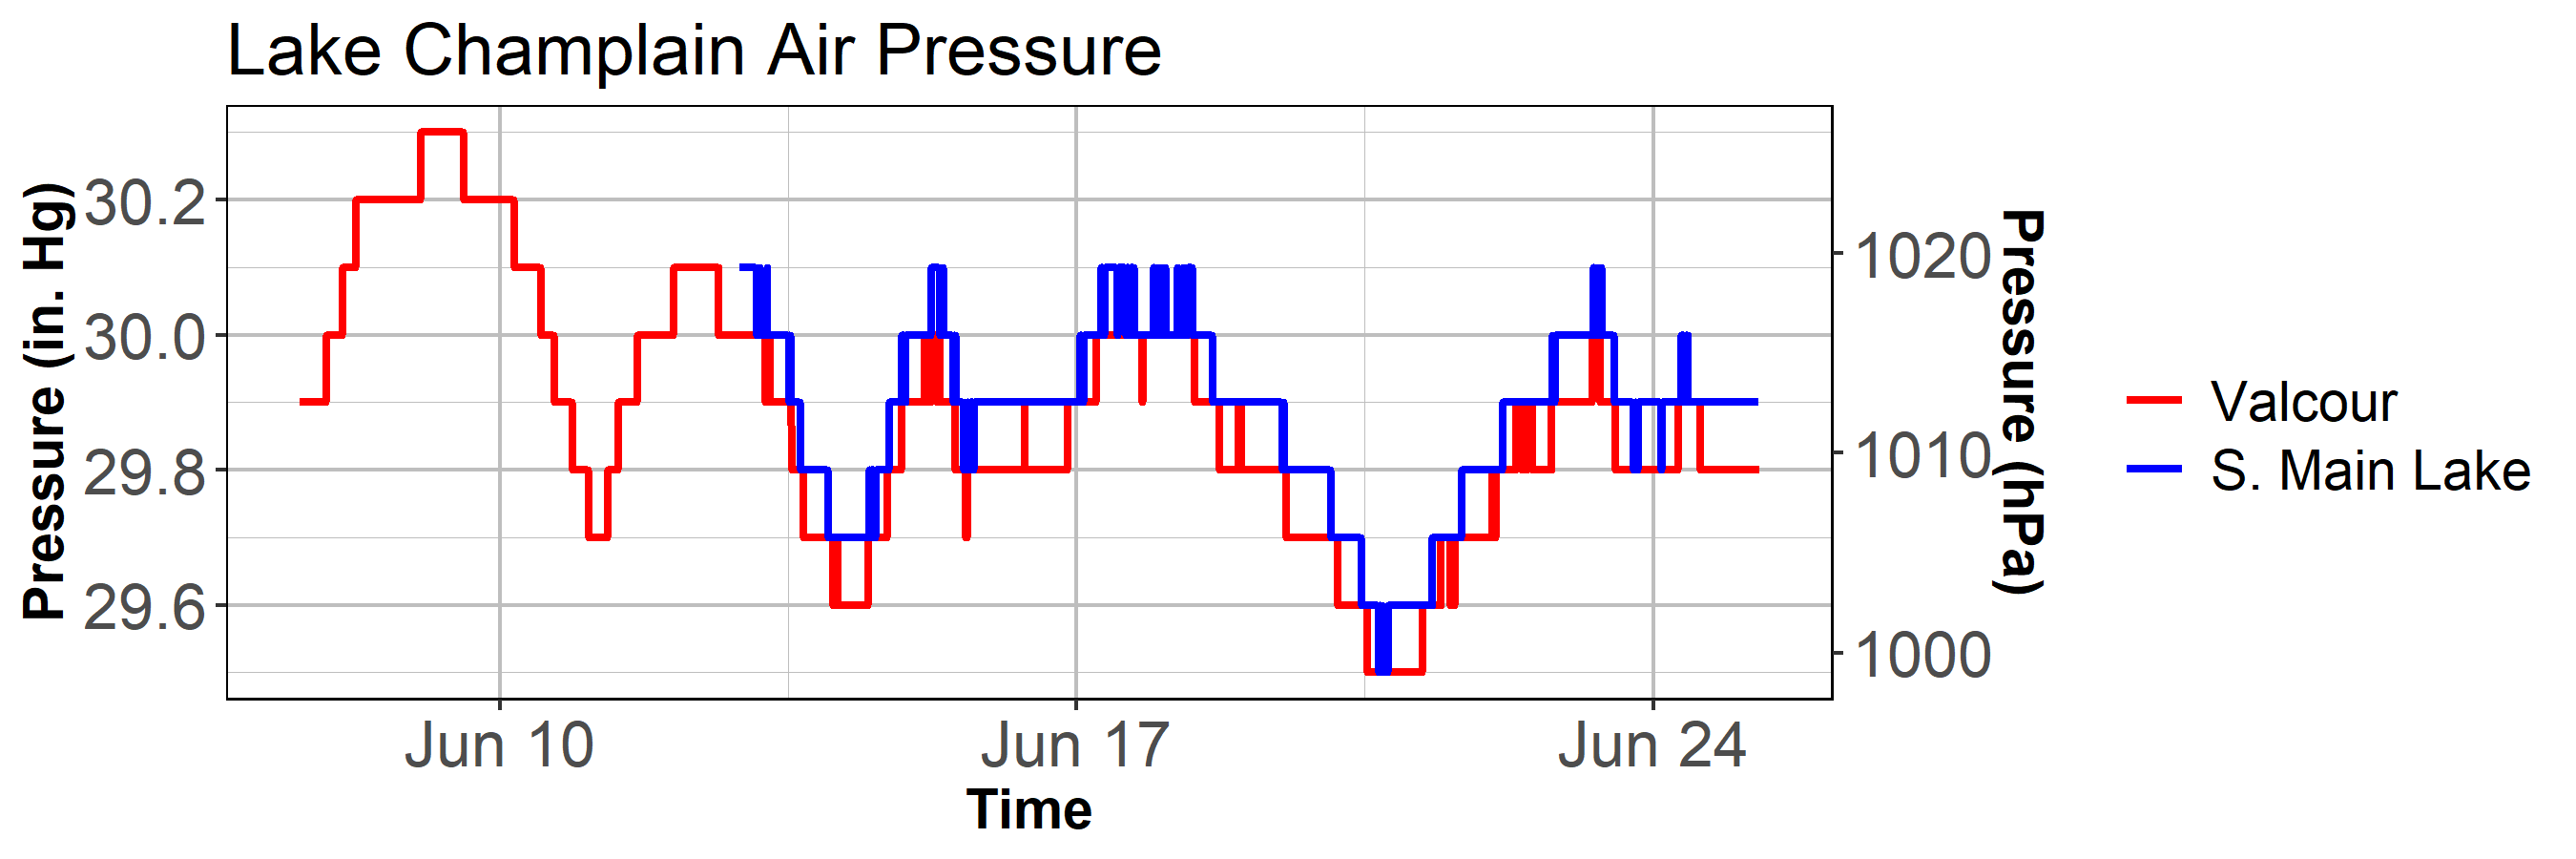 Lake Champlain Air Pressure
Pressure (in. Hg)
30.2
30.0
29.8
29.6
1020
1010
1000
Pressure (hPa)
Jun 10
Jun 17
Jun 24
Time
Valcour
S. Main Lake